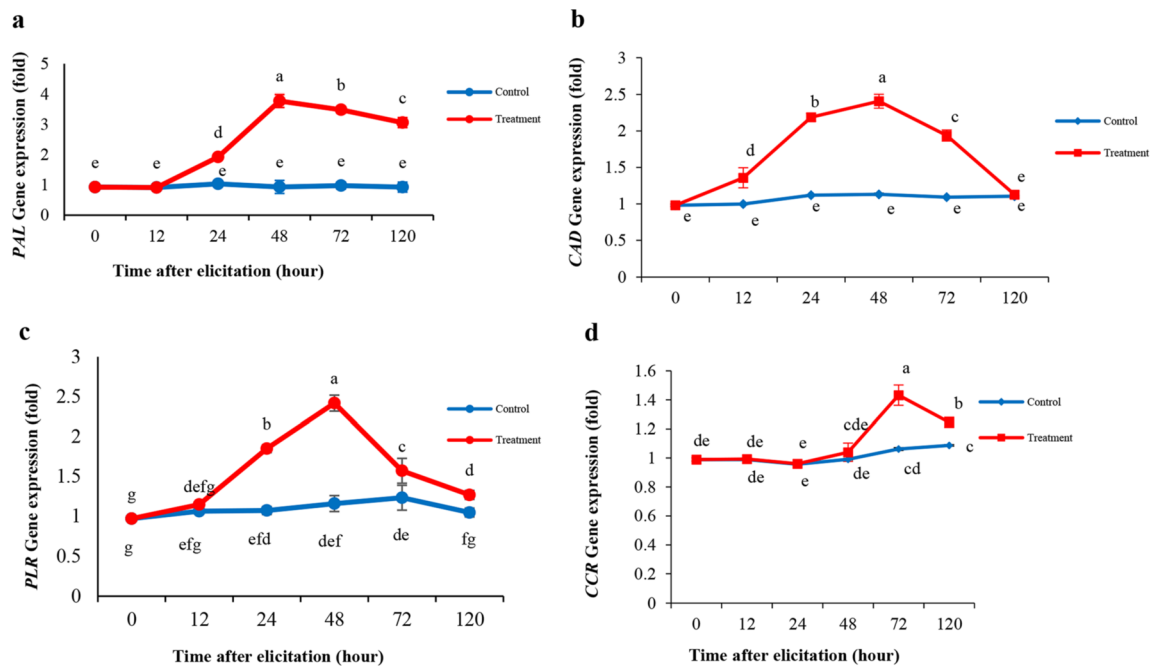 a
PAL Gene expression (fold)
5
4
3
2
1
0
e e d a b c
e e e e
0 12 24 48 72 120
Time after elicitation (hour)
Control
Treatment
b
CAD Gene expression (fold)
3
2.5
2
1.5
1
0.5
0
d b a c e
e e e e e e
0 12 24 48 72 120
Control
Treatment
c
PLR Gene expression (fold)
3
2.5
2
1.5
1
0.5
0
g defg b a c d
g efg efd def de fg
0 12 24 48 72 120
Time after elicitation (hour)
Control
Treatment
d
CCR Gene expression (fold)
1.6
1.4
1.2
1
0.8
0.6
0.4
0.2
0
de de e cde a b
de e de cd c
0 12 24 48 72 120
Time after elicitation (hour)
Control
Treatment